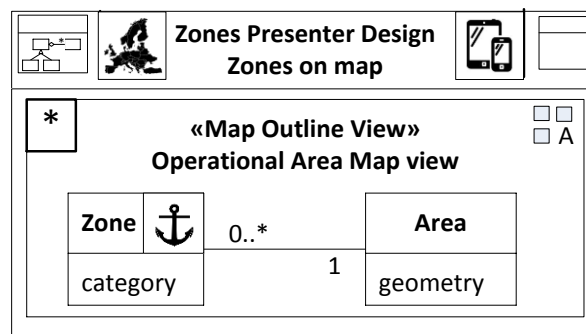 Zones Presenter Design
Zones on map
*
*
«Map Outline View»
A
Operational Area Map view
Zone
0..*
Area
category
1
geometry